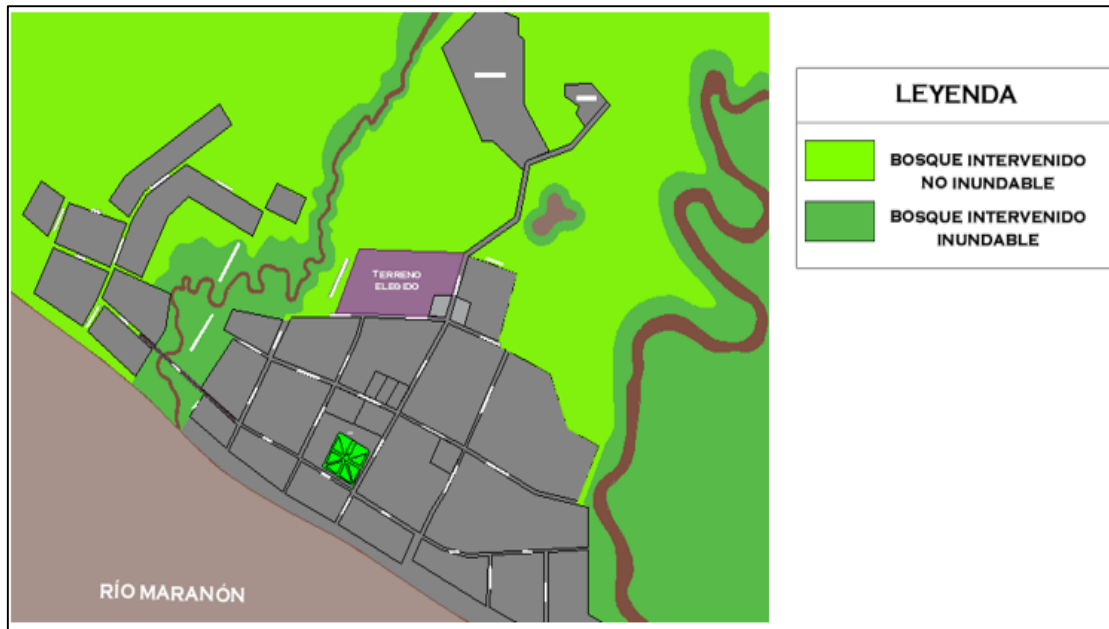 LEYENDA
BOSQUE INTERVENIDO
NO INUNDABLE
BOSQUE INTERVENIDO
INUNDABLE
TERRENO
ELEGIDO
RÍO MARANÓN